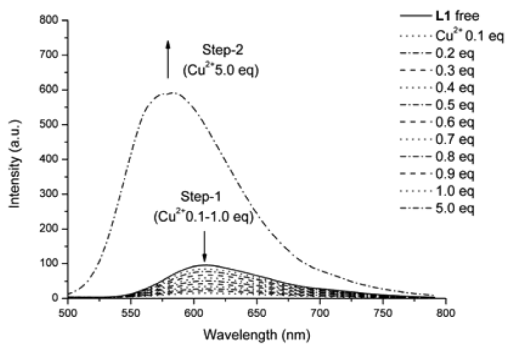 800
700
600
500
400
300
200
100
0
Intensity (a.u.)
500
550
600
650
700
750
800
Wavelength (nm)
Step-2
(Cu²⁺5.0 eq)
Step-1
(Cu²⁺0.1-1.0 eq)
L1 free
Cu²⁺ 0.1 eq
0.2 eq
0.3 eq
0.4 eq
0.5 eq
0.6 eq
0.7 eq
0.8 eq
0.9 eq
1.0 eq
5.0 eq